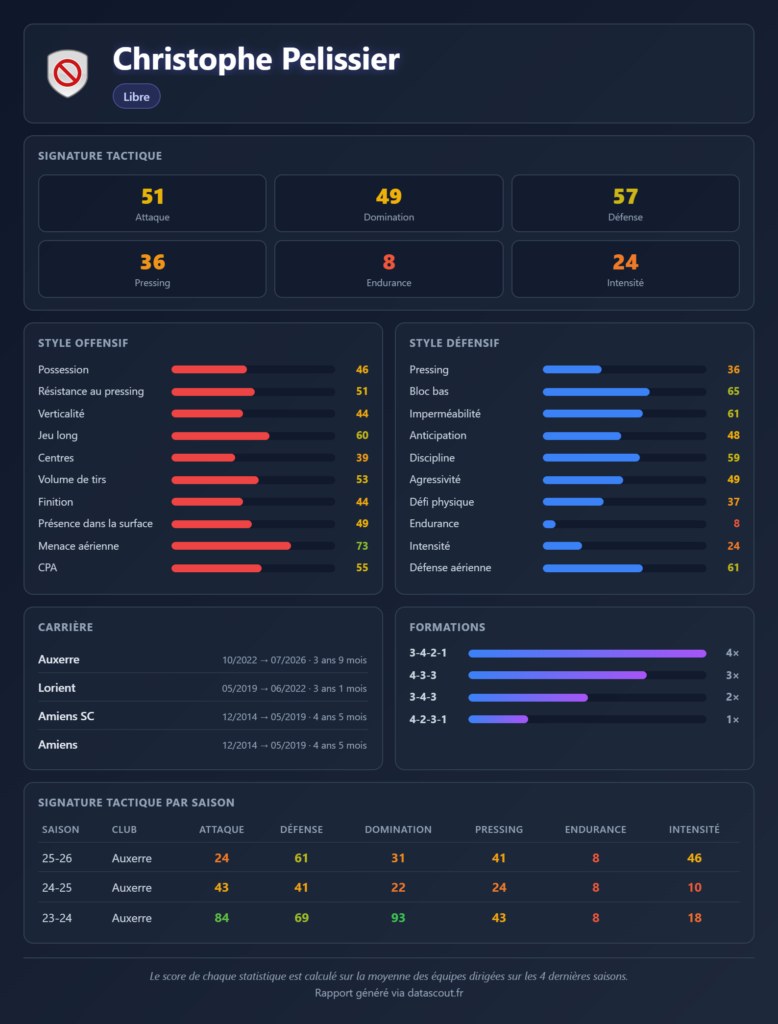 Christophe Pelissier
Libre
SIGNATURE TACTIQUE
51
Attaque
49
Domination
57
Défense
36
Pressing
8
Endurance
24
Intensité
STYLE OFFENSIF
Possession 46
Résistance au pressing 51
Verticalité 44
Jeu long 60
Centres 39
Volume de tirs 53
Finition 44
Présence dans la surface 49
Menace aérienne 73
CPA 55
STYLE DÉFENSIF
Pressing 36
Bloc bas 65
Imperméabilité 61
Anticipation 48
Discipline 59
Agressivité 49
Défi physique 37
Endurance 8
Intensité 24
Défense aérienne 61
CARRIÈRE
Auxerre 10/2022 → 07/2026 · 3 ans 9 mois
Lorient 05/2019 → 06/2022 · 3 ans 1 mois
Amiens SC 12/2014 → 05/2019 · 4 ans 5 mois
Amiens 12/2014 → 05/2019 · 4 ans 5 mois
FORMATIONS
3-4-2-1 4×
4-3-3 3×
3-4-3 2×
4-2-3-1 1×
SIGNATURE TACTIQUE PAR SAISON
SAISON CLUB ATTAQUE DÉFENSE DOMINATION PRESSING ENDURANCE INTENSITÉ
25-26 Auxerre 24 61 31 41 8 46
24-25 Auxerre 43 41 22 24 8 10
23-24 Auxerre 84 69 93 43 8 18
Le score de chaque statistique est calculé sur la moyenne des équipes dirigées sur les 4 dernières saisons.
Rapport généré via datascout.fr